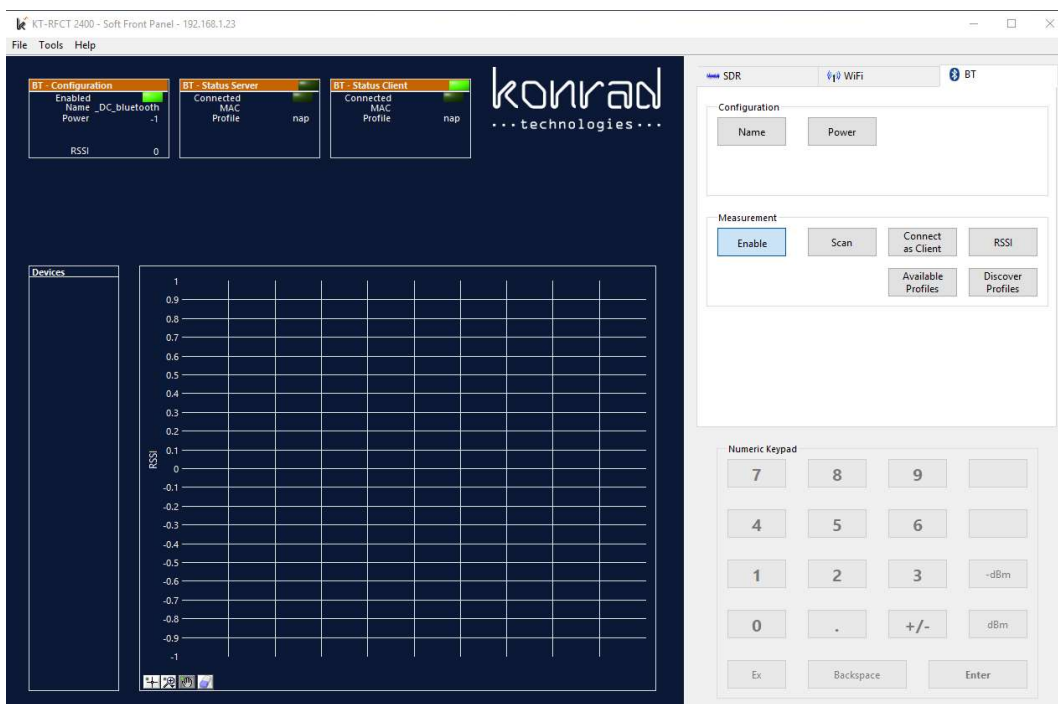 KT-RFCT 2400 - Soft Front Panel - 192.168.1.23
File Tools Help
BT - Configuration
Enabled
Name _DC_bluetooth
Power -1
RSSI 0
BT - Status Server
Connected
MAC
Profile nap
BT - Status Client
Connected
MAC
Profile nap
konrad
...technologies...
SDR WiFi BT
Configuration
Name Power
Measurement
Enable Scan Connect as Client RSSI
Available Profiles Discover Profiles
Devices
RSSI
1
0.9
0.8
0.7
0.6
0.5
0.4
0.3
0.2
0.1
0
-0.1
-0.2
-0.3
-0.4
-0.5
-0.6
-0.7
-0.8
-0.9
-1
Numeric Keypad
7 8 9
4 5 6
1 2 3 -dBm
0 . +/- dBm
Ex Backspace Enter